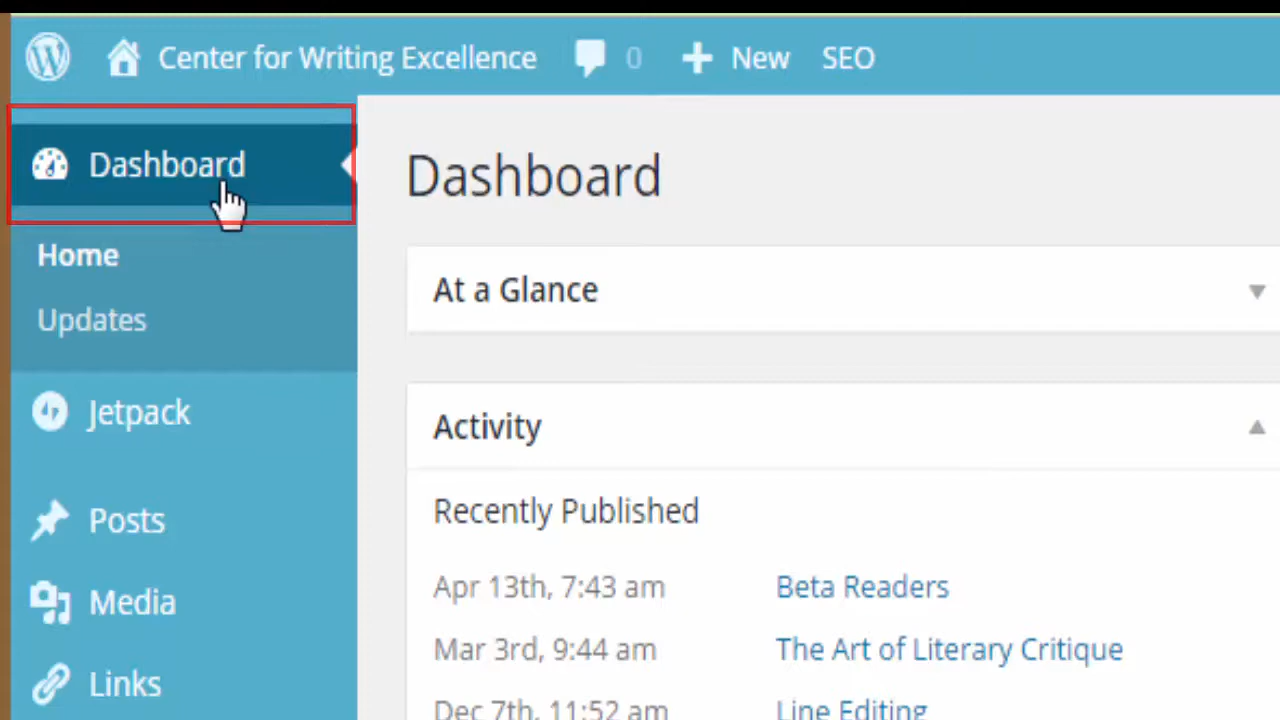 Center for Writing Excellence 0 New SEO
Dashboard
Home
Updates
Jetpack
Posts
Media
Links
Dashboard
At a Glance
Activity
Recently Published
Apr 13th, 7:43 am Beta Readers
Mar 3rd, 9:44 am The Art of Literary Critique
Dec 7th, 11:52 am Line Editing